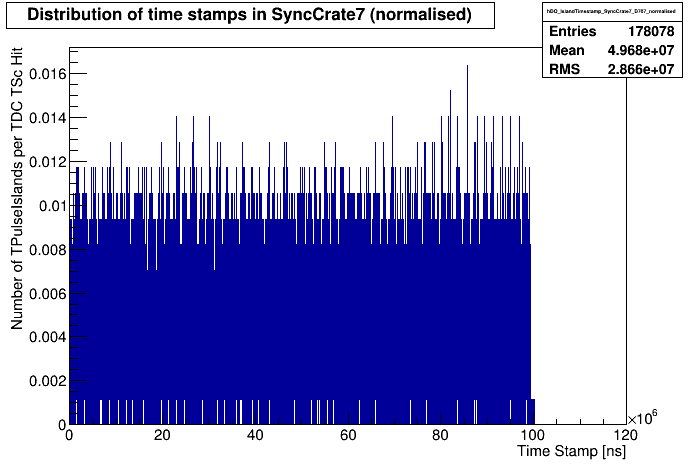 Distribution of time stamps in SyncCrate7 (normalised)
hDQ_IslandTimestamp_SyncCrate7_D767_normalised
Entries 178078
Mean 4.968e+07
RMS 2.866e+07
Number of TPulseIslands per TDC TSc Hit
0.016
0.014
0.012
0.01
0.008
0.006
0.004
0.002
0
0 20 40 60 80 100 120
×10⁶
Time Stamp [ns]